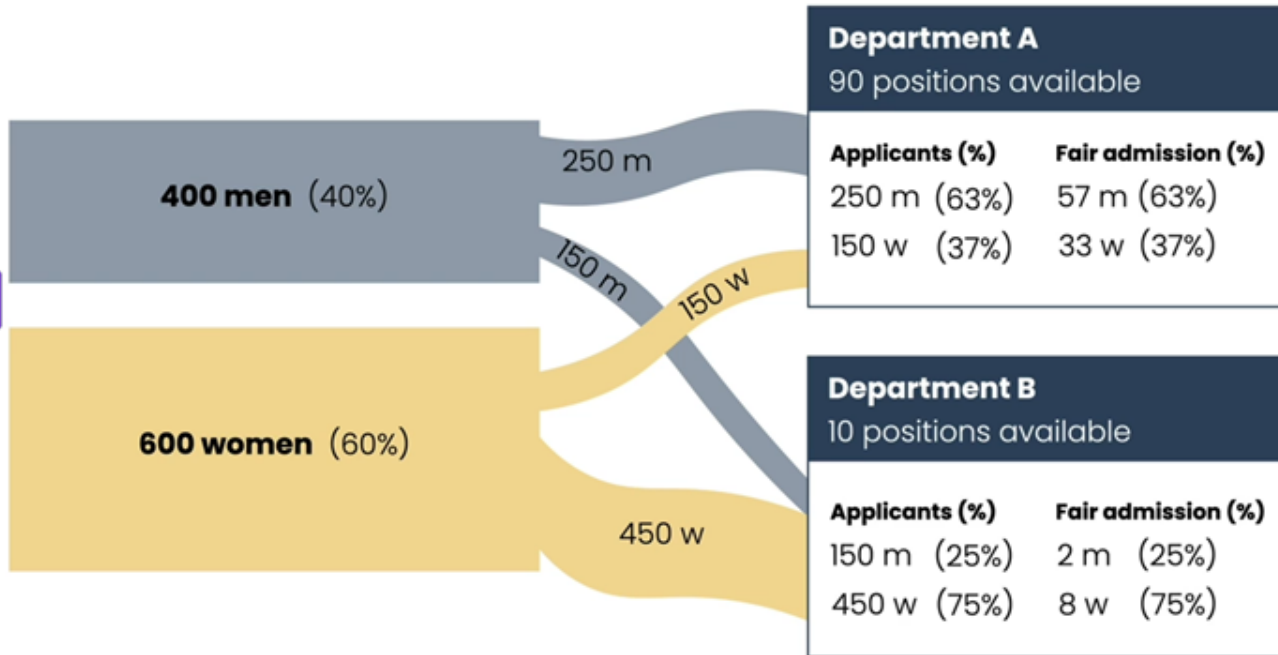 400 men (40%)
600 women (60%)
250 m
150 m
150 w
450 w
Department A
90 positions available
Applicants (%) Fair admission (%)
250 m (63%) 57 m (63%)
150 w (37%) 33 w (37%)
Department B
10 positions available
Applicants (%) Fair admission (%)
150 m (25%) 2 m (25%)
450 w (75%) 8 w (75%)